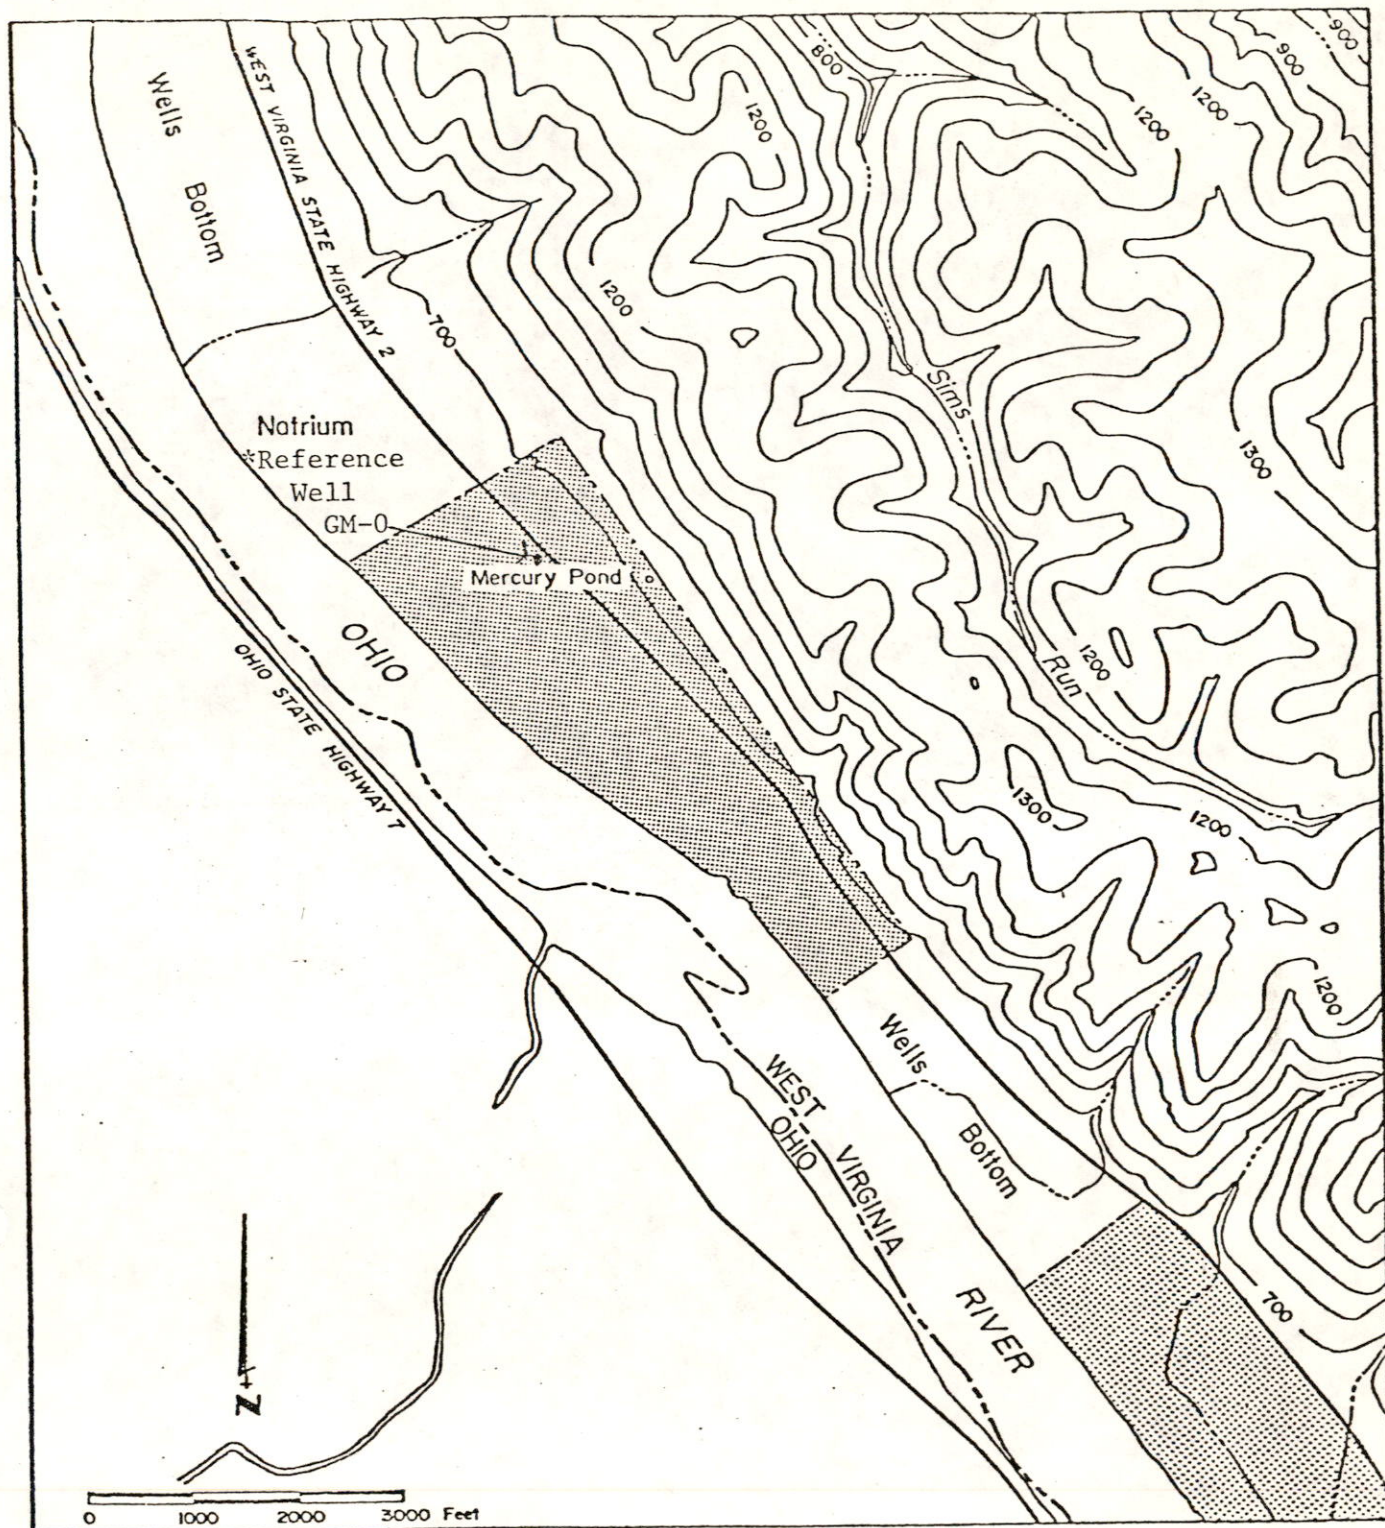 900
800
900
1200
1200
1200
Wells
Bottom
WEST VIRGINIA STATE HIGHWAY 2
700
1200
Sims
1300
Natrium
*Reference
Well
GM-0
Mercury Pond
OHIO
OHIO STATE HIGHWAY 7
Run
1200
1300
1200
1200
Wells
Bottom
WEST VIRGINIA
OHIO
RIVER
700
N
0 1000 2000 3000 Feet